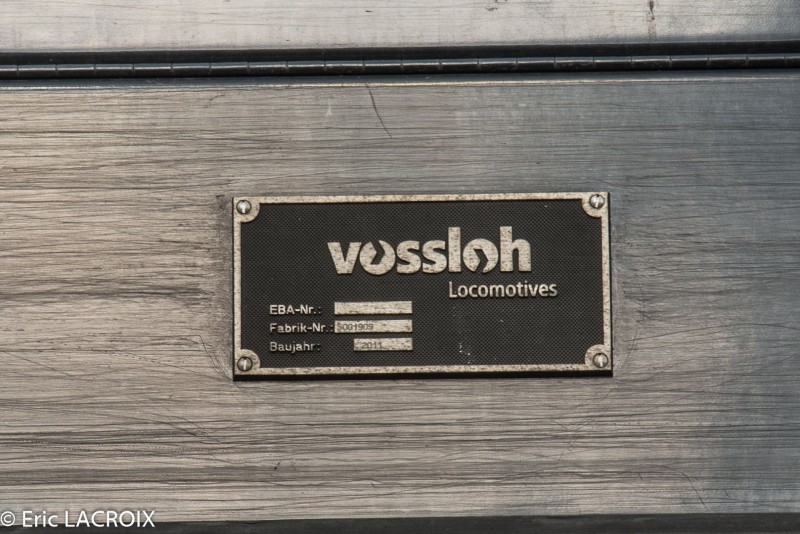 vossloh
Locomotives
EBA-Nr.:
Fabrik-Nr.: 5001909
Baujahr: 2011
© Eric LACROIX